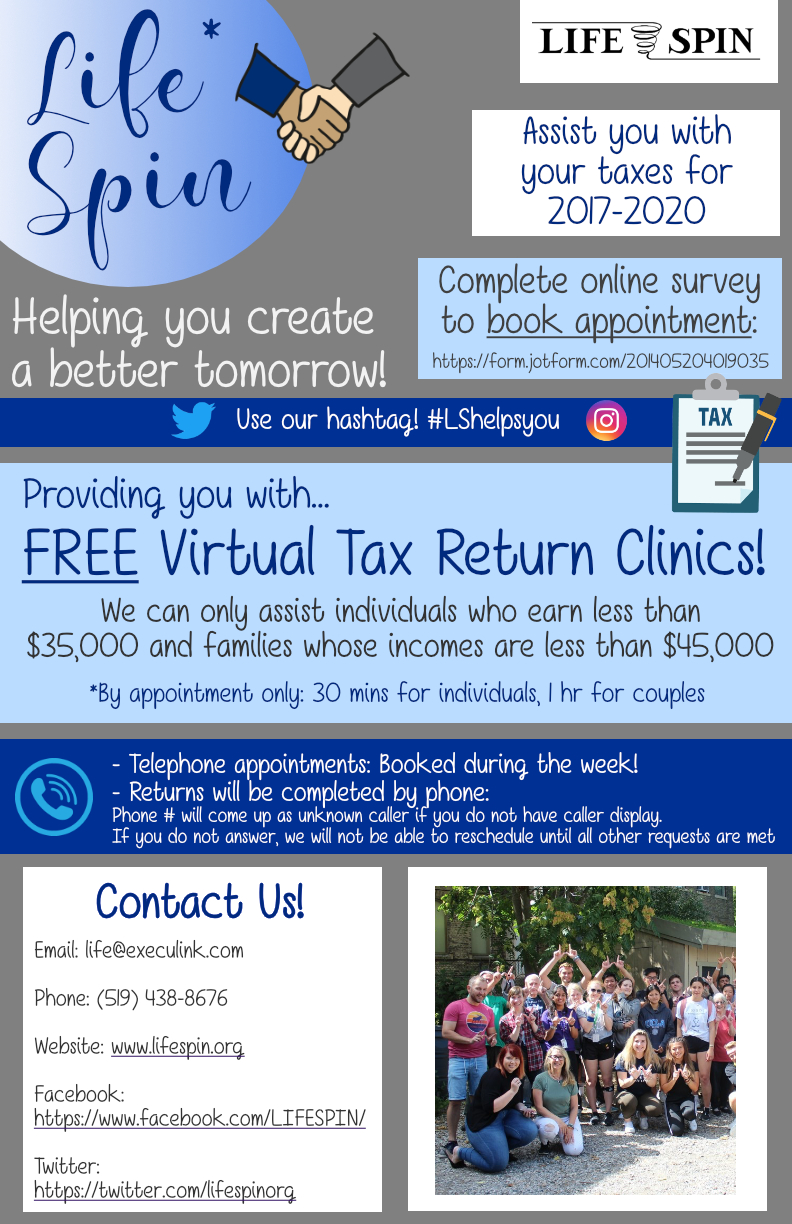 Life *
Spin
LIFE SPIN
Assist you with
your taxes for
2017-2020
Complete online survey
to book appointment:
https://form.jotform.com/201405204019035
Helping you create
a better tomorrow!
Use our hashtag! #LShelpsyou
TAX
Providing you with...
FREE Virtual Tax Return Clinics!
We can only assist individuals who earn less than
$35,000 and families whose incomes are less than $45,000
*By appointment only: 30 mins for individuals, 1 hr for couples
- Telephone appointments: Booked during the week!
- Returns will be completed by phone:
Phone # will come up as unknown caller if you do not have caller display.
If you do not answer, we will not be able to reschedule until all other requests are met
Contact Us!
Email: life@execulink.com
Phone: (519) 438-8676
Website: www.lifespin.org
Facebook:
https://www.facebook.com/LIFESPIN/
Twitter:
https://twitter.com/lifespinorg